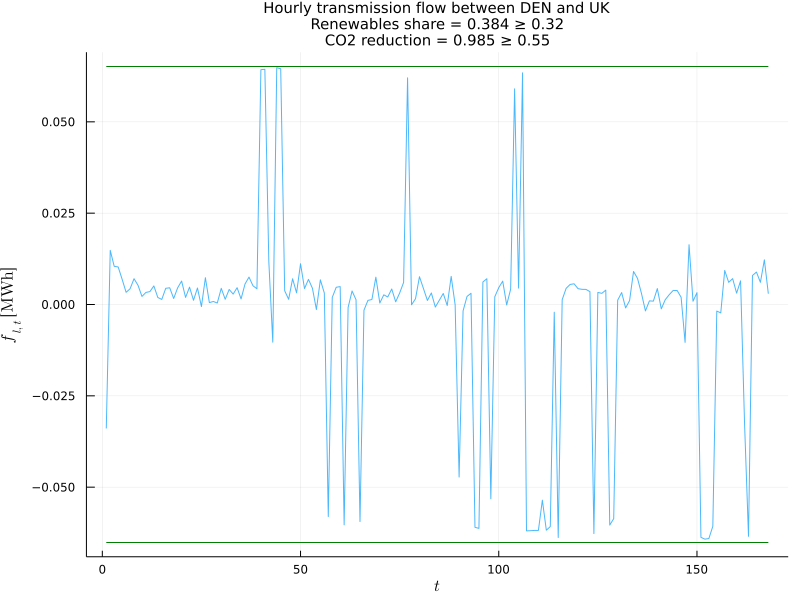 Hourly transmission flow between DEN and UK
Renewables share = 0.384 ≥ 0.32
CO2 reduction = 0.985 ≥ 0.55
0.050
0.025
0.000
−0.025
−0.050
f_{l,t} [MWh]
0 50 100 150
t